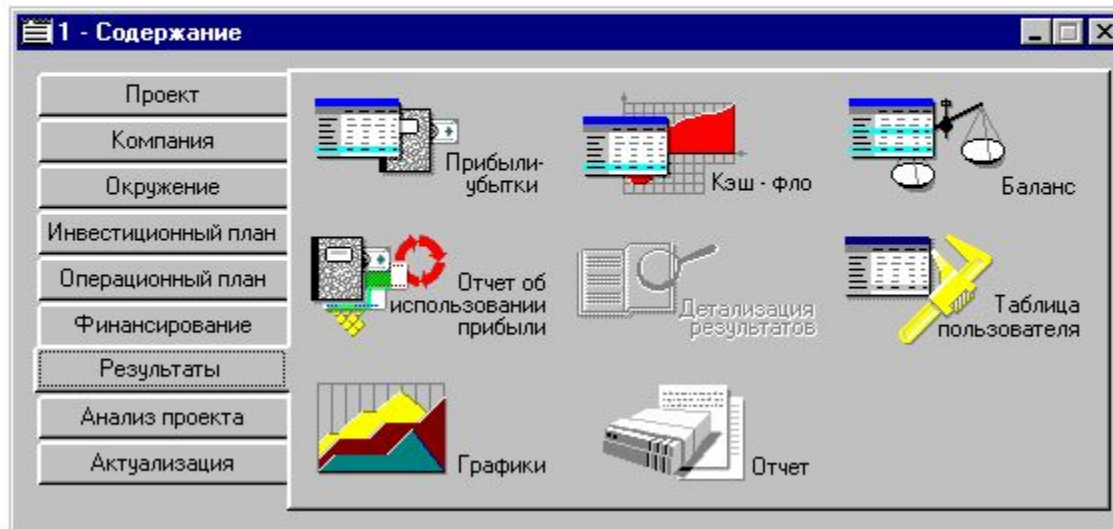 1 - Содержание
Проект
Компания
Окружение
Инвестиционный план
Операционный план
Финансирование
Результаты
Анализ проекта
Актуализация
Прибыли-
убытки
Кэш - Фло
Баланс
Отчет об
использовании
прибыли
Детализация
результатов
Таблица
пользователя
Графики
Отчет